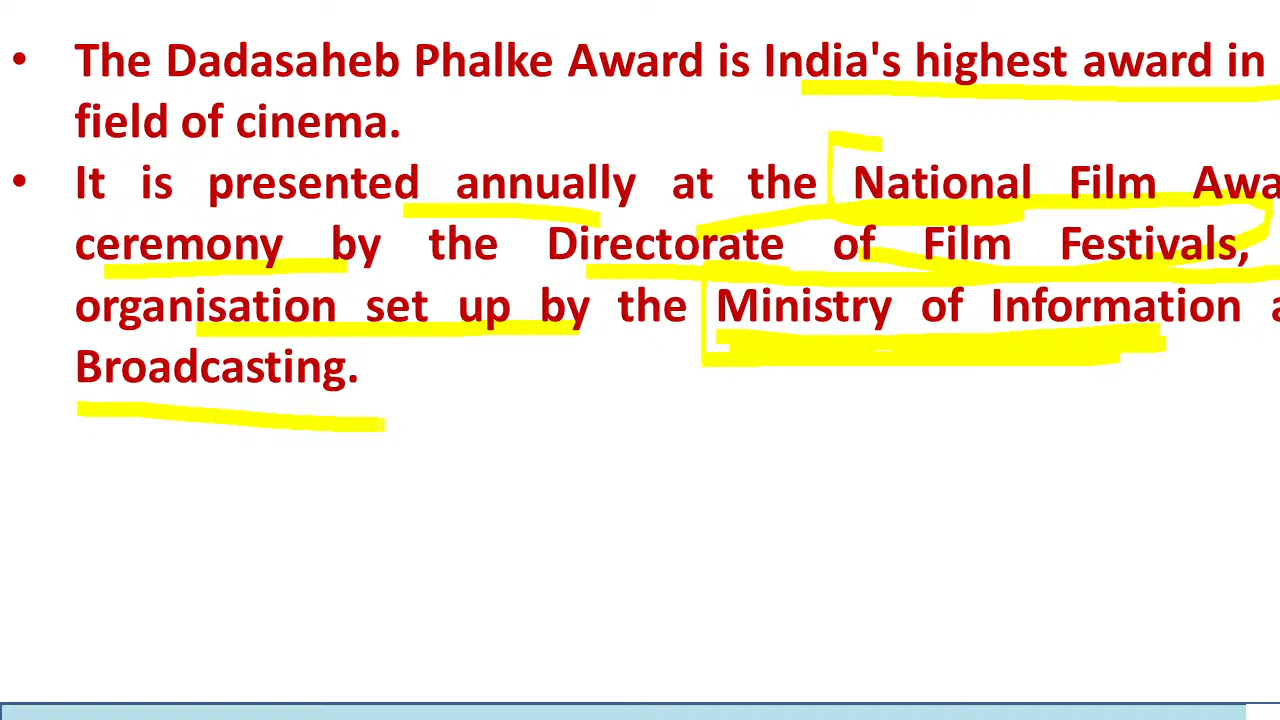 • The Dadasaheb Phalke Award is India's highest award in
field of cinema.
• It is presented annually at the National Film
ceremony by the Directorate of Film Festivals,
organisation set up by the Ministry of Information
Broadcasting.